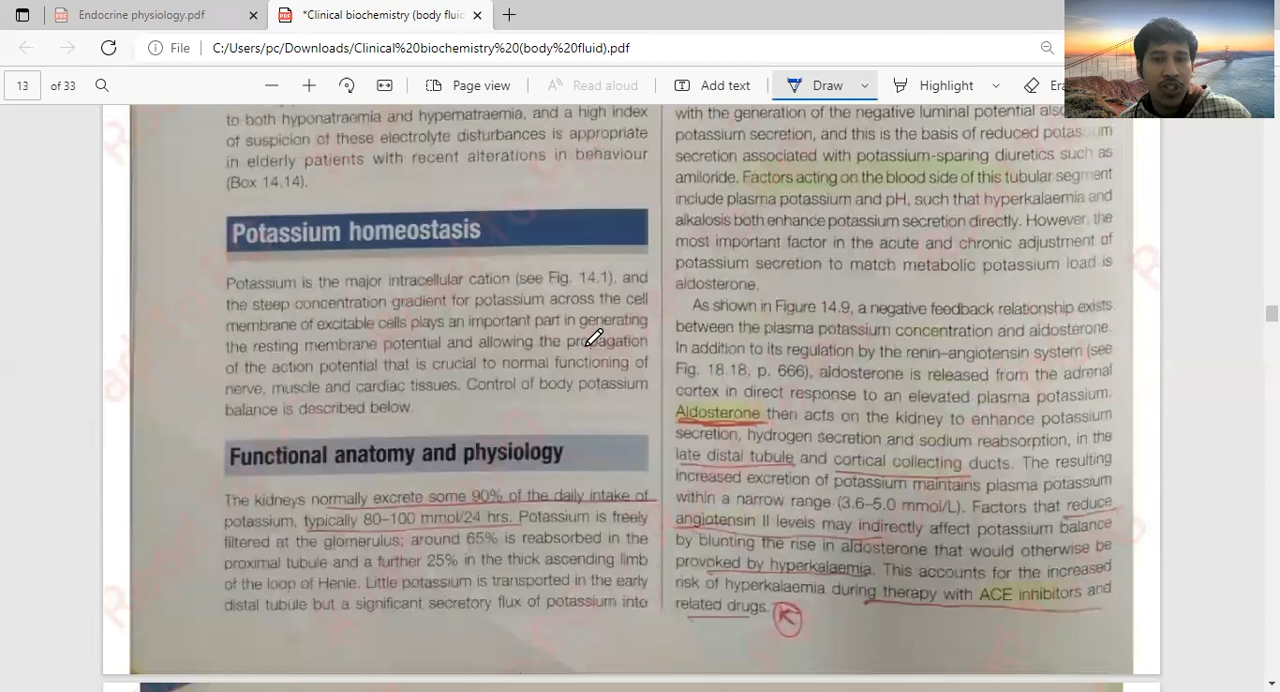 Endocrine physiology.pdf
*Clinical biochemistry (body flui
File
C:/Users/pc/Downloads/Clinical%20biochemistry%20(body%20fluid).pdf
13 of 33
Page view
Read aloud
Add text
Draw
Highlight
to both hyponatraemia and hypernatraemia, and a high index
of suspicion of these electrolyte disturbances is appropriate
in elderly patients with recent alterations in behaviour
(Box 14.14).
Potassium homeostasis
Potassium is the major intracellular cation (see Fig. 14.1), and
the steep concentration gradient for potassium across the cell
membrane of excitable cells plays an important part in generating
the resting membrane potential and allowing the propagation
of the action potential that is crucial to normal functioning of
nerve, muscle and cardiac tissues. Control of body potassium
balance is described below.
Functional anatomy and physiology
The kidneys normally excrete some 90% of the daily intake of
potassium, typically 80–100 mmol/24 hrs. Potassium is freely
filtered at the glomerulus; around 65% is reabsorbed in the
proximal tubule and a further 25% in the thick ascending limb
of the loop of Henle. Little potassium is transported in the early
distal tubule but a significant secretory flux of potassium into
with the generation of the negative luminal potential also
potassium secretion, and this is the basis of reduced potassium
secretion associated with potassium-sparing diuretics such as
amiloride. Factors acting on the blood side of this tubular segment
include plasma potassium and pH, such that hyperkalaemia and
alkalosis both enhance potassium secretion directly. However, the
most important factor in the acute and chronic adjustment of
potassium secretion to match metabolic potassium load is
aldosterone.
As shown in Figure 14.9, a negative feedback relationship exists
between the plasma potassium concentration and aldosterone.
In addition to its regulation by the renin–angiotensin system (see
Fig. 18.18, p. 666), aldosterone is released from the adrenal
cortex in direct response to an elevated plasma potassium.
Aldosterone then acts on the kidney to enhance potassium
secretion, hydrogen secretion and sodium reabsorption, in the
late distal tubule and cortical collecting ducts. The resulting
increased excretion of potassium maintains plasma potassium
within a narrow range (3.6–5.0 mmol/L). Factors that reduce
angiotensin II levels may indirectly affect potassium balance
by blunting the rise in aldosterone that would otherwise be
provoked by hyperkalaemia. This accounts for the increased
risk of hyperkalaemia during therapy with ACE inhibitors and
related drugs. K